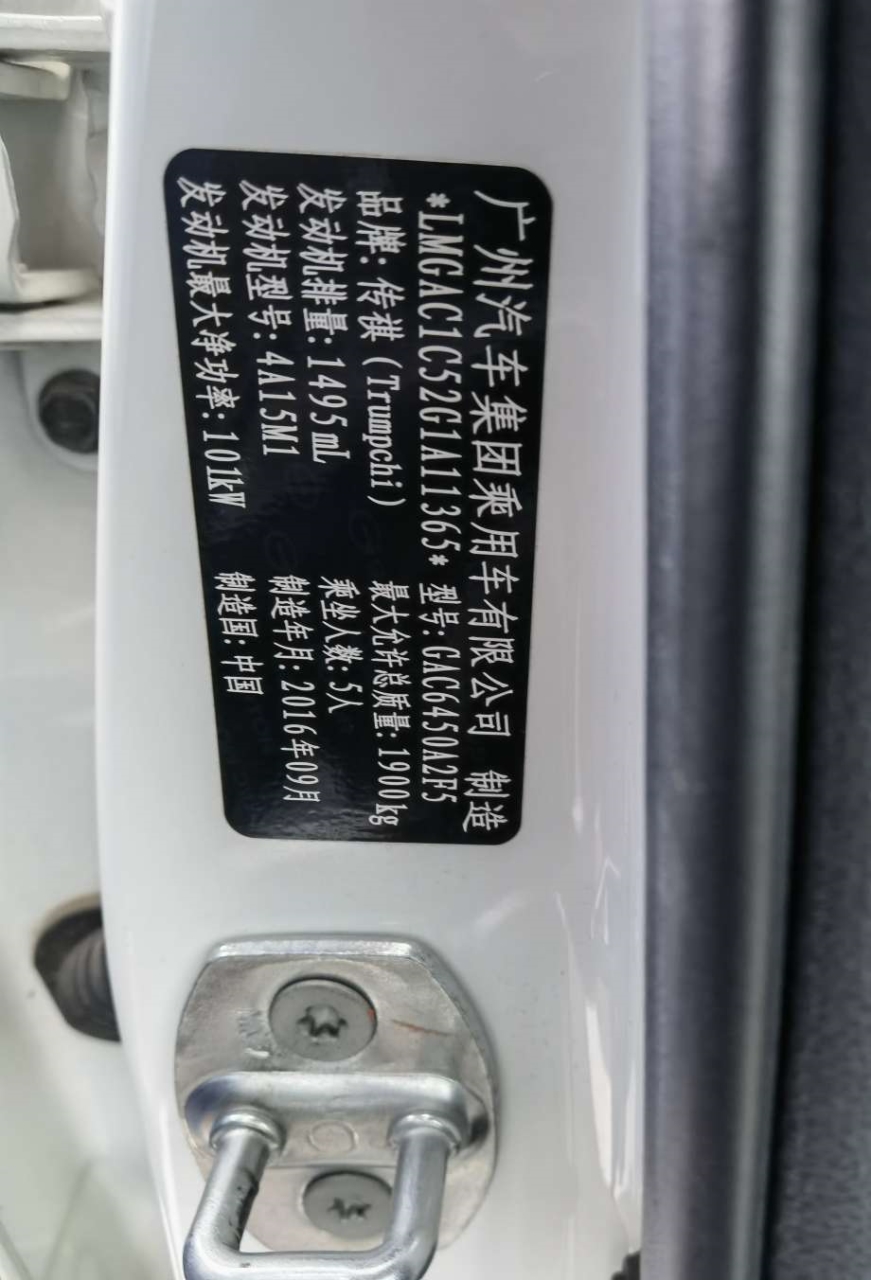 广州汽车集团乘用车有限公司 制造
*LMGAC1C52G1A11365* 型号:GAC6450A2F5
品牌:传祺(Trumpchi) 最大允许总质量:1900kg
发动机排量:1495mL 乘坐人数:5人
发动机型号:4A15M1 制造年月:2016年09月
发动机最大净功率:101kW 制造国:中国